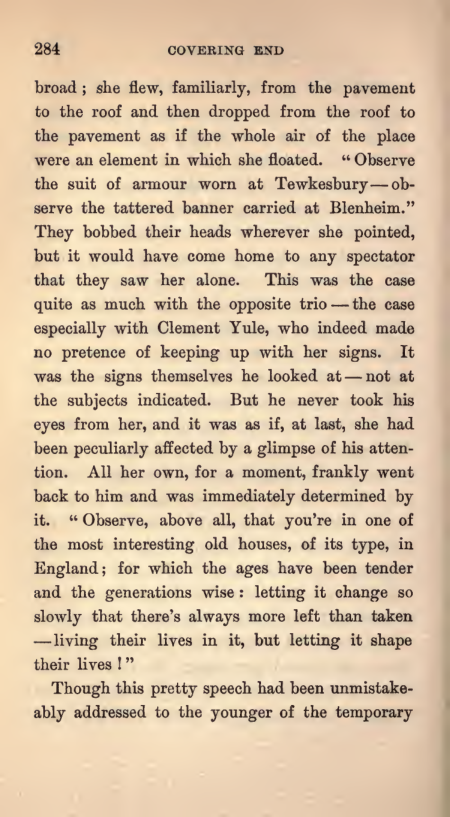 284 COVERING END
broad ; she flew, familiarly, from the pavement
to the roof and then dropped from the roof to
the pavement as if the whole air of the place
were an element in which she floated. “ Observe
the suit of armour worn at Tewkesbury — ob-
serve the tattered banner carried at Blenheim.”
They bobbed their heads wherever she pointed,
but it would have come home to any spectator
that they saw her alone. This was the case
quite as much with the opposite trio — the case
especially with Clement Yule, who indeed made
no pretence of keeping up with her signs. It
was the signs themselves he looked at — not at
the subjects indicated. But he never took his
eyes from her, and it was as if, at last, she had
been peculiarly affected by a glimpse of his atten-
tion. All her own, for a moment, frankly went
back to him and was immediately determined by
it. “ Observe, above all, that you’re in one of
the most interesting old houses, of its type, in
England ; for which the ages have been tender
and the generations wise : letting it change so
slowly that there’s always more left than taken
— living their lives in it, but letting it shape
their lives ! ”
Though this pretty speech had been unmistake-
ably addressed to the younger of the temporary